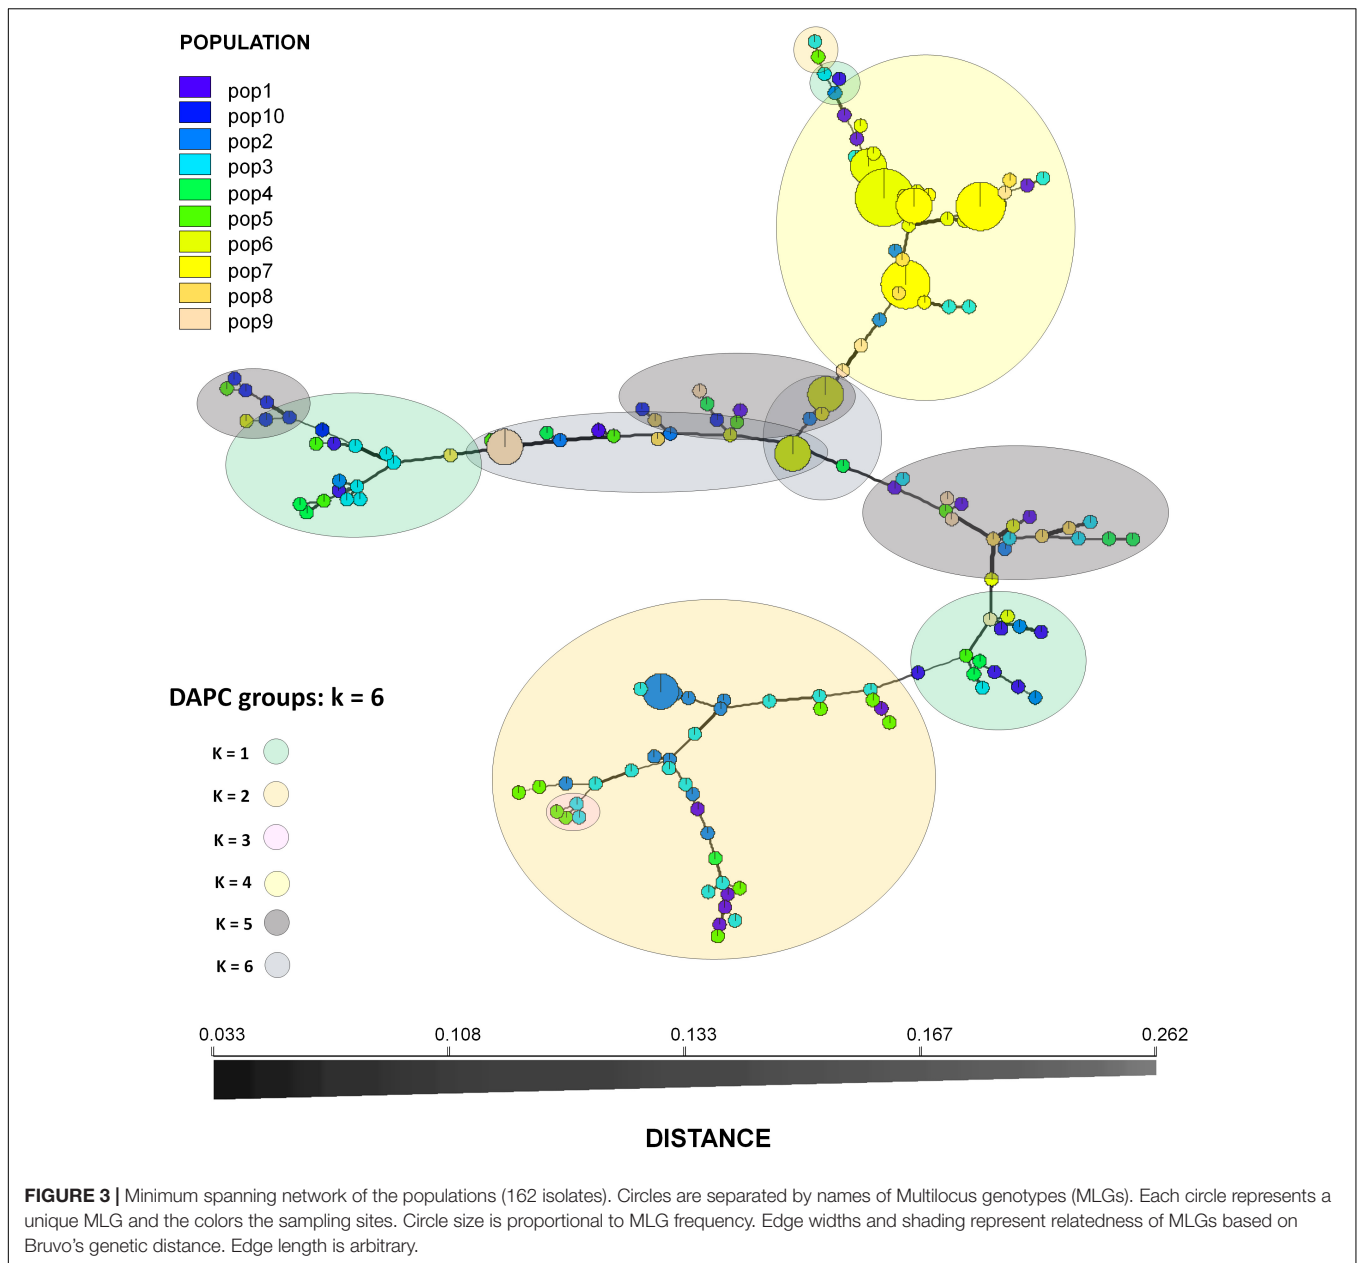 POPULATION
pop1
pop10
pop2
pop3
pop4
pop5
pop6
pop7
pop8
pop9
DAPC groups: k = 6
K = 1
K = 2
K = 3
K = 4
K = 5
K = 6
0.033 0.108 0.133 0.167 0.262
DISTANCE
FIGURE 3 | Minimum spanning network of the populations (162 isolates). Circles are separated by names of Multilocus genotypes (MLGs). Each circle represents a
unique MLG and the colors the sampling sites. Circle size is proportional to MLG frequency. Edge widths and shading represent relatedness of MLGs based on
Bruvo's genetic distance. Edge length is arbitrary.